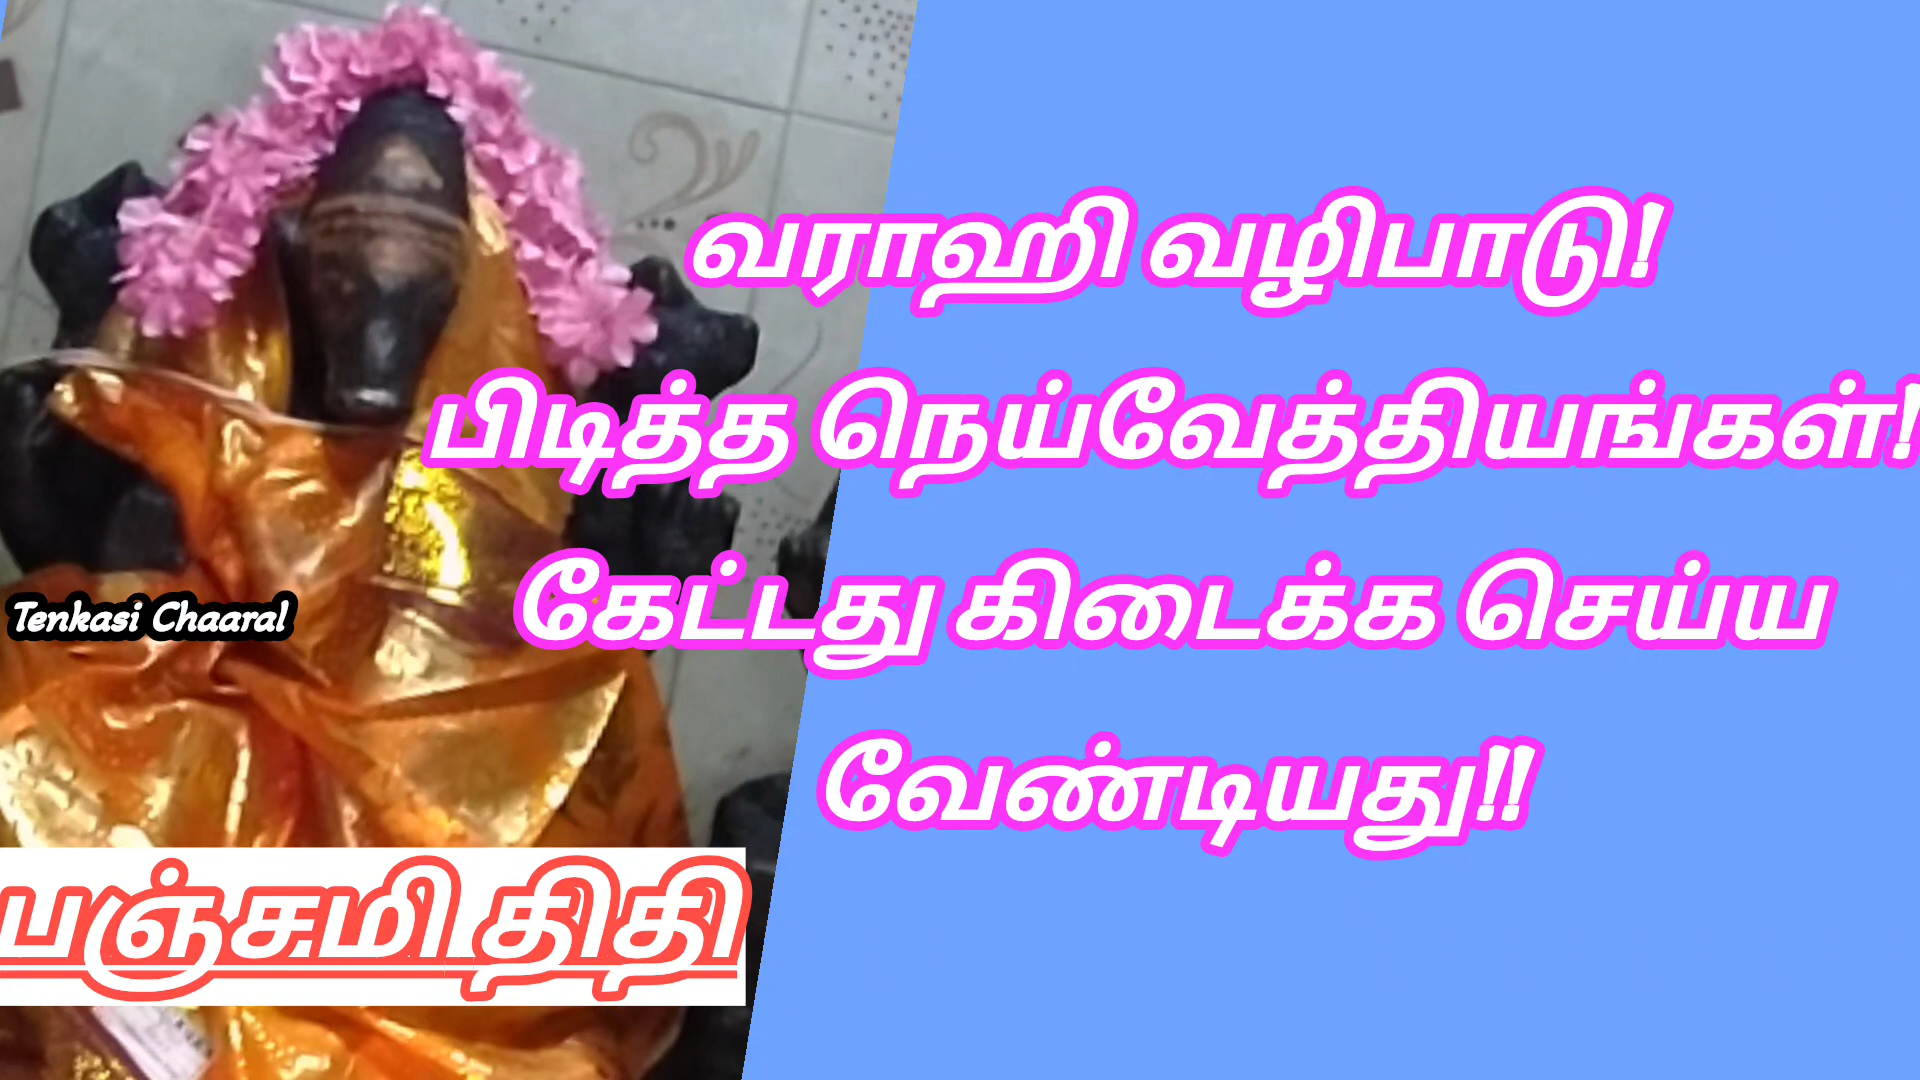 வராஹி வழிபாடு!
பிடித்த நெய்வேத்தியங்கள்!
கேட்டது கிடைக்க செய்ய
வேண்டியது!!
Tenkasi Chaaral
பஞ்சமி திதி